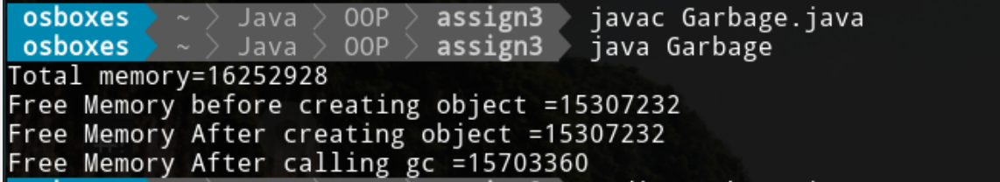 osboxes ~ Java OOP assign3 javac Garbage.java
osboxes ~ Java OOP assign3 java Garbage
Total memory=16252928
Free Memory before creating object =15307232
Free Memory After creating object =15307232
Free Memory After calling gc =15703360